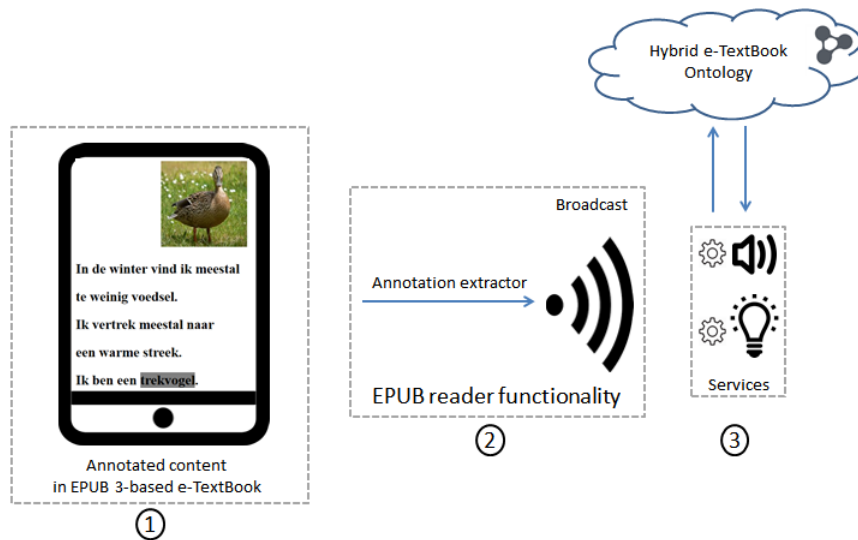 Hybrid e-TextBook
Ontology
In de winter vind ik meestal
te weinig voedsel.
Ik vertrek meestal naar
een warme streek.
Ik ben een trekvogel.
Annotated content
in EPUB 3-based e-TextBook
1
Broadcast
Annotation extractor
EPUB reader functionality
2
Services
3